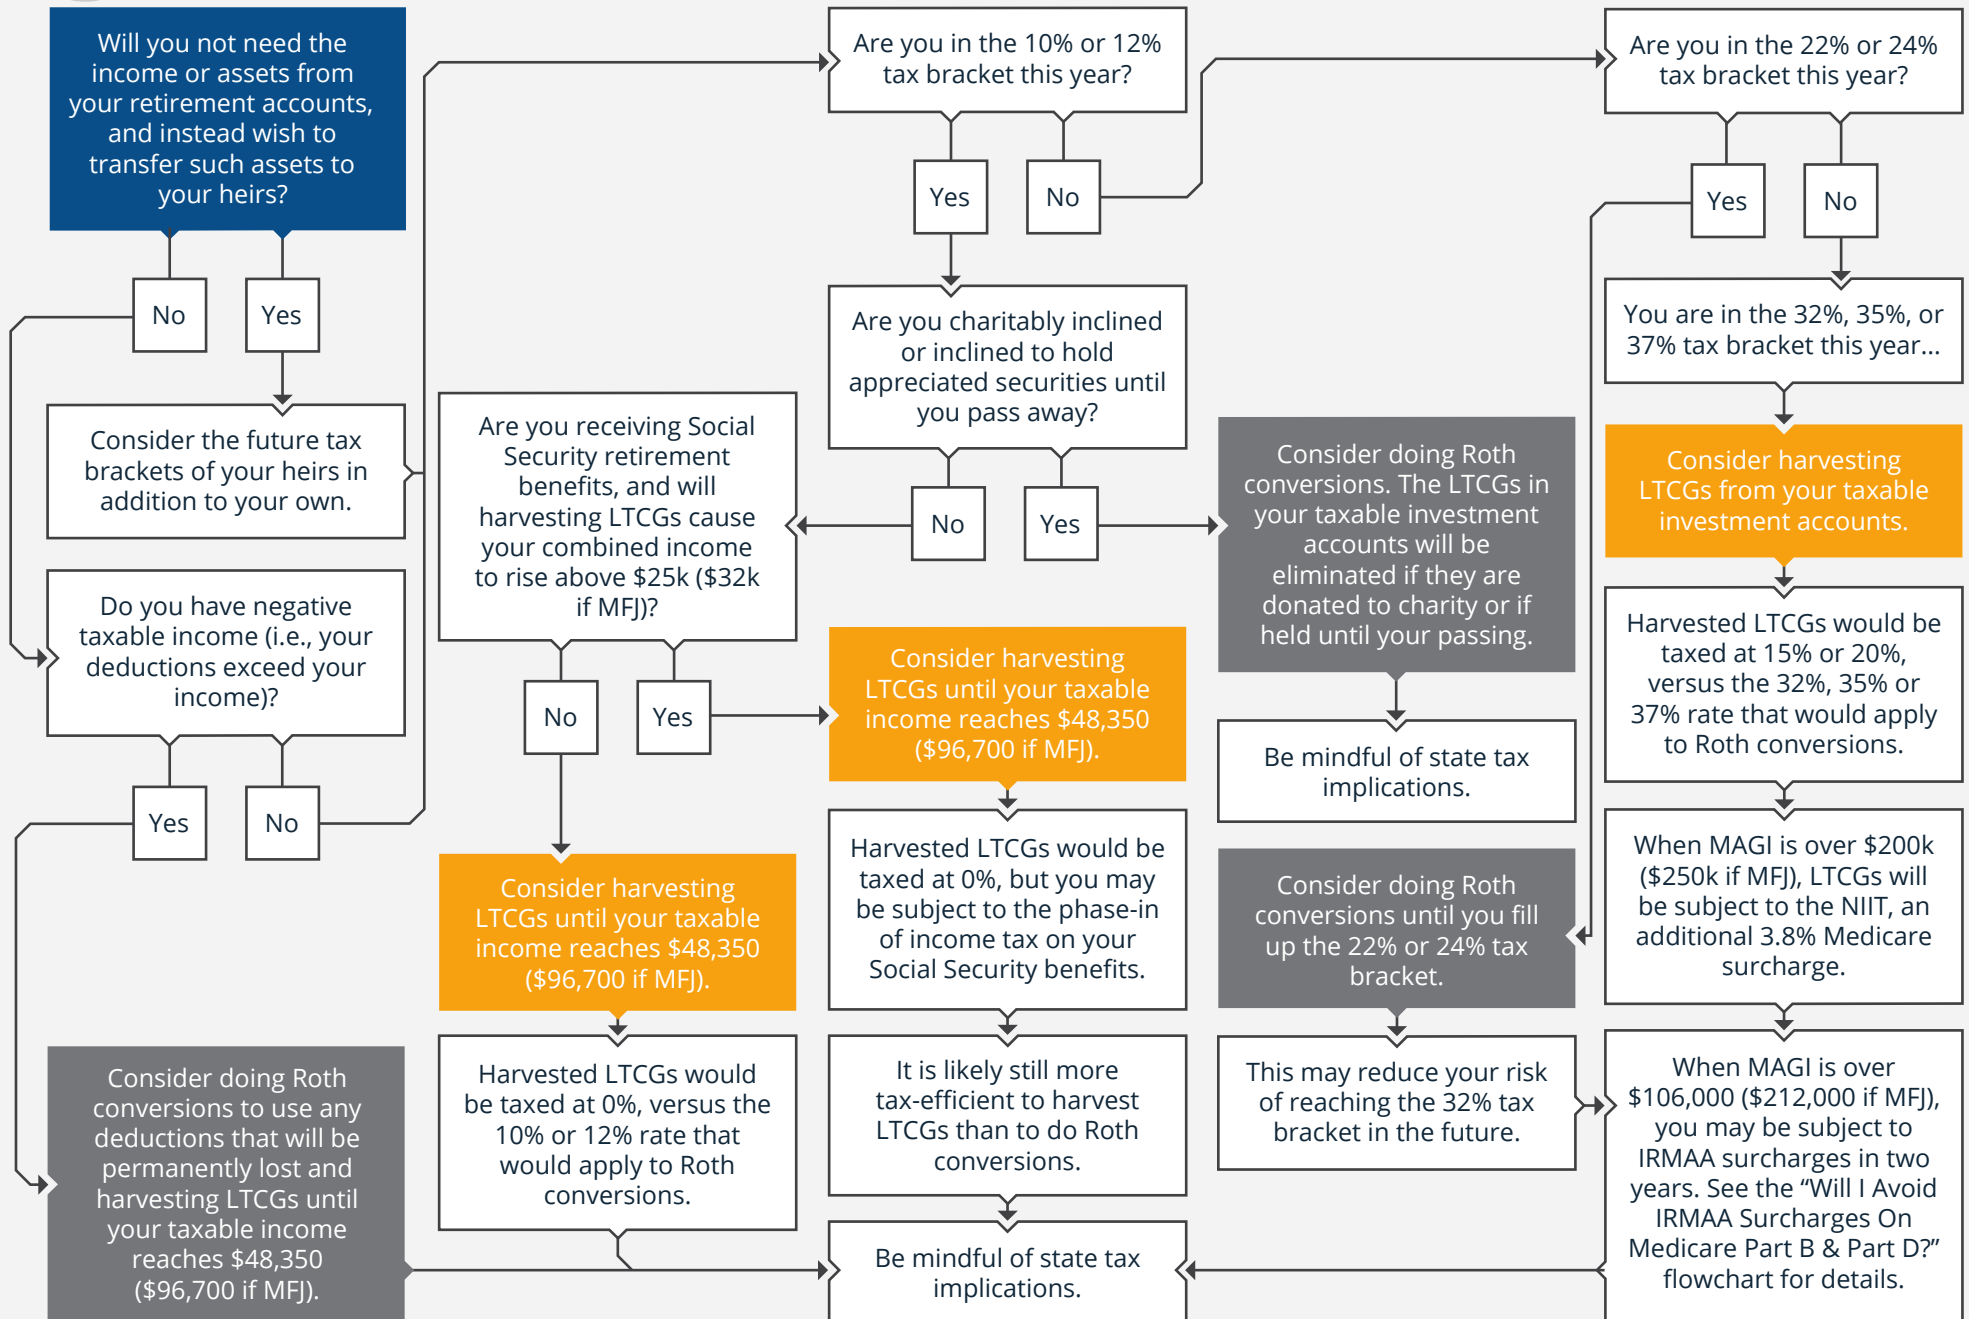 Will you not need the
income or assets from
your retirement accounts,
and instead wish to
transfer such assets to
your heirs?
No
Yes
Consider the future tax
brackets of your heirs in
addition to your own.
Do you have negative
taxable income (i.e., your
deductions exceed your
income)?
Yes
No
Consider doing Roth
conversions to use any
deductions that will be
permanently lost and
harvesting LTCGs until
your taxable income
reaches $48,350
($96,700 if MFJ).
Are you in the 10% or 12%
tax bracket this year?
Yes
No
Are you charitably inclined
or inclined to hold
appreciated securities until
you pass away?
No
Yes
Are you receiving Social
Security retirement
benefits, and will
harvesting LTCGs cause
your combined income
to rise above $25k ($32k
if MFJ)?
No
Yes
Consider harvesting
LTCGs until your taxable
income reaches $48,350
($96,700 if MFJ).
Harvested LTCGs would
be taxed at 0%, versus the
10% or 12% rate that
would apply to Roth
conversions.
Consider harvesting
LTCGs until your taxable
income reaches $48,350
($96,700 if MFJ).
Harvested LTCGs would be
taxed at 0%, but you may
be subject to the phase-in
of income tax on your
Social Security benefits.
It is likely still more
tax-efficient to harvest
LTCGs than to do Roth
conversions.
Be mindful of state tax
implications.
Consider doing Roth
conversions. The LTCGs in
your taxable investment
accounts will be
eliminated if they are
donated to charity or if
held until your passing.
Be mindful of state tax
implications.
Consider doing Roth
conversions until you fill
up the 22% or 24% tax
bracket.
This may reduce your risk
of reaching the 32% tax
bracket in the future.
Are you in the 22% or 24%
tax bracket this year?
Yes
No
You are in the 32%, 35%, or
37% tax bracket this year...
Consider harvesting
LTCGs from your taxable
investment accounts.
Harvested LTCGs would be
taxed at 15% or 20%,
versus the 32%, 35% or
37% rate that would apply
to Roth conversions.
When MAGI is over $200k
($250k if MFJ), LTCGs will
be subject to the NIIT, an
additional 3.8% Medicare
surcharge.
When MAGI is over
$106,000 ($212,000 if MFJ),
you may be subject to
IRMAA surcharges in two
years. See the “Will I Avoid
IRMAA Surcharges On
Medicare Part B & Part D?”
flowchart for details.